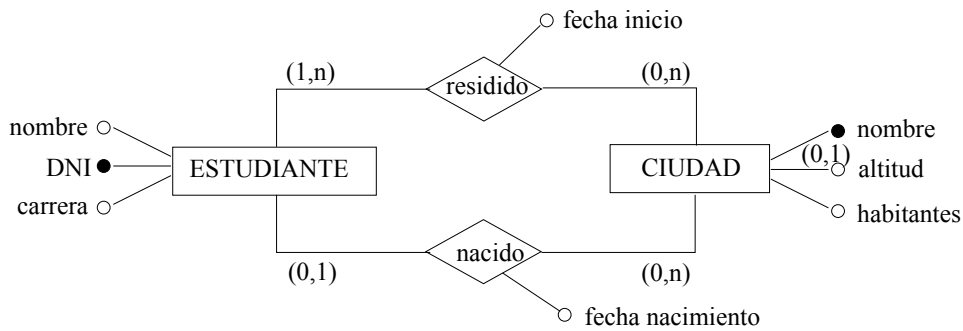 fecha inicio
(1,n)
residido
(0,n)
nombre
DNI
carrera
ESTUDIANTE
CIUDAD
nombre
(0,1)
altitud
habitantes
(0,1)
nacido
(0,n)
fecha nacimiento